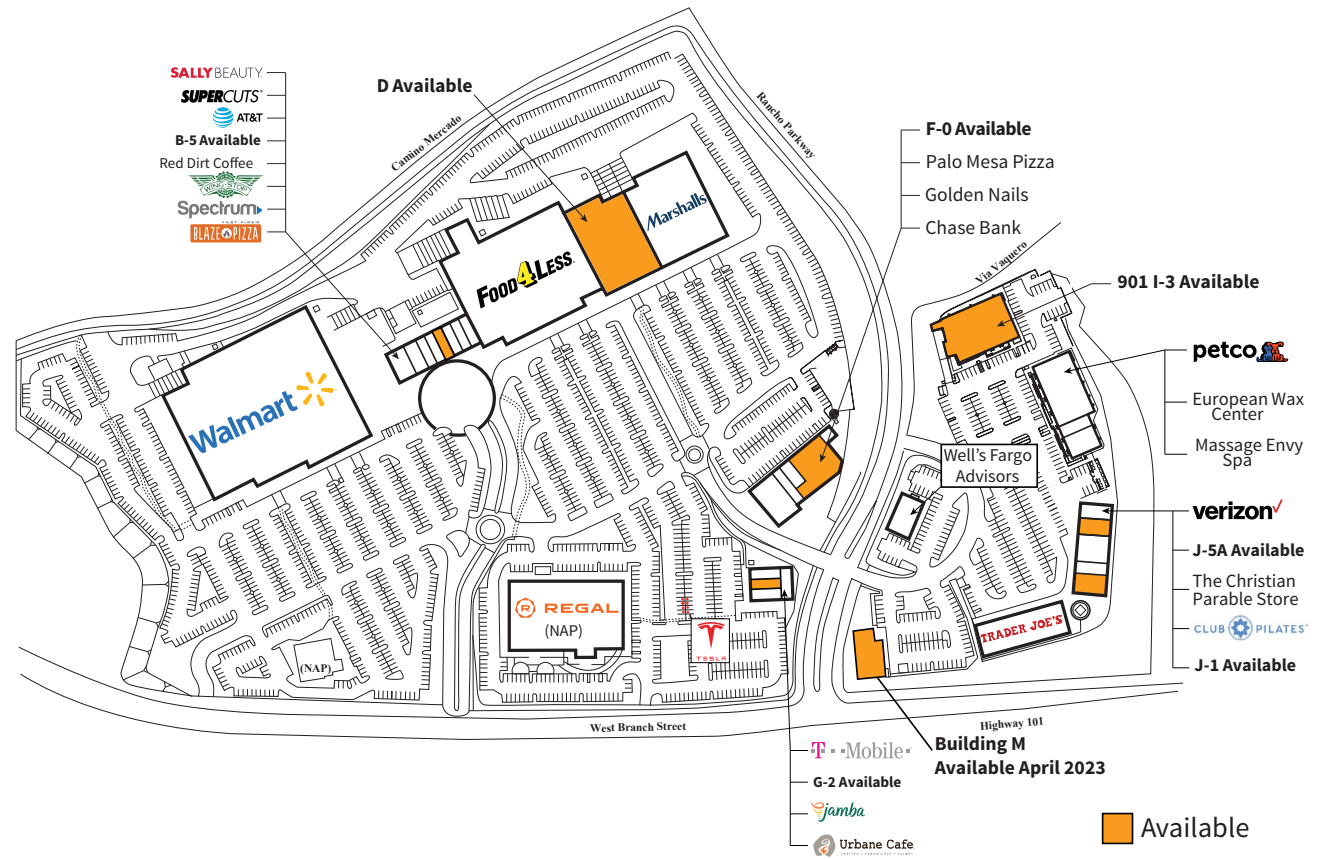 SALLY BEAUTY
SUPERCUTS
AT&T
B-5 Available
Red Dirt Coffee
WING·STOP
Spectrum
FAST-FIRE'D
BLAZE PIZZA
D Available
Camino Mercado
Rancho Parkway
F-0 Available
Palo Mesa Pizza
Golden Nails
Chase Bank
Marshalls
FOOD 4 LESS
Walmart
Via Vaquero
901 I-3 Available
petco
European Wax
Center
Massage Envy
Spa
Well's Fargo
Advisors
verizon
J-5A Available
The Christian
Parable Store
CLUB PILATES
J-1 Available
R REGAL
(NAP)
TESLA
(NAP)
TRADER JOE'S
West Branch Street
Highway 101
Building M
Available April 2023
T Mobile
G-2 Available
jamba
Urbane Cafe
Available